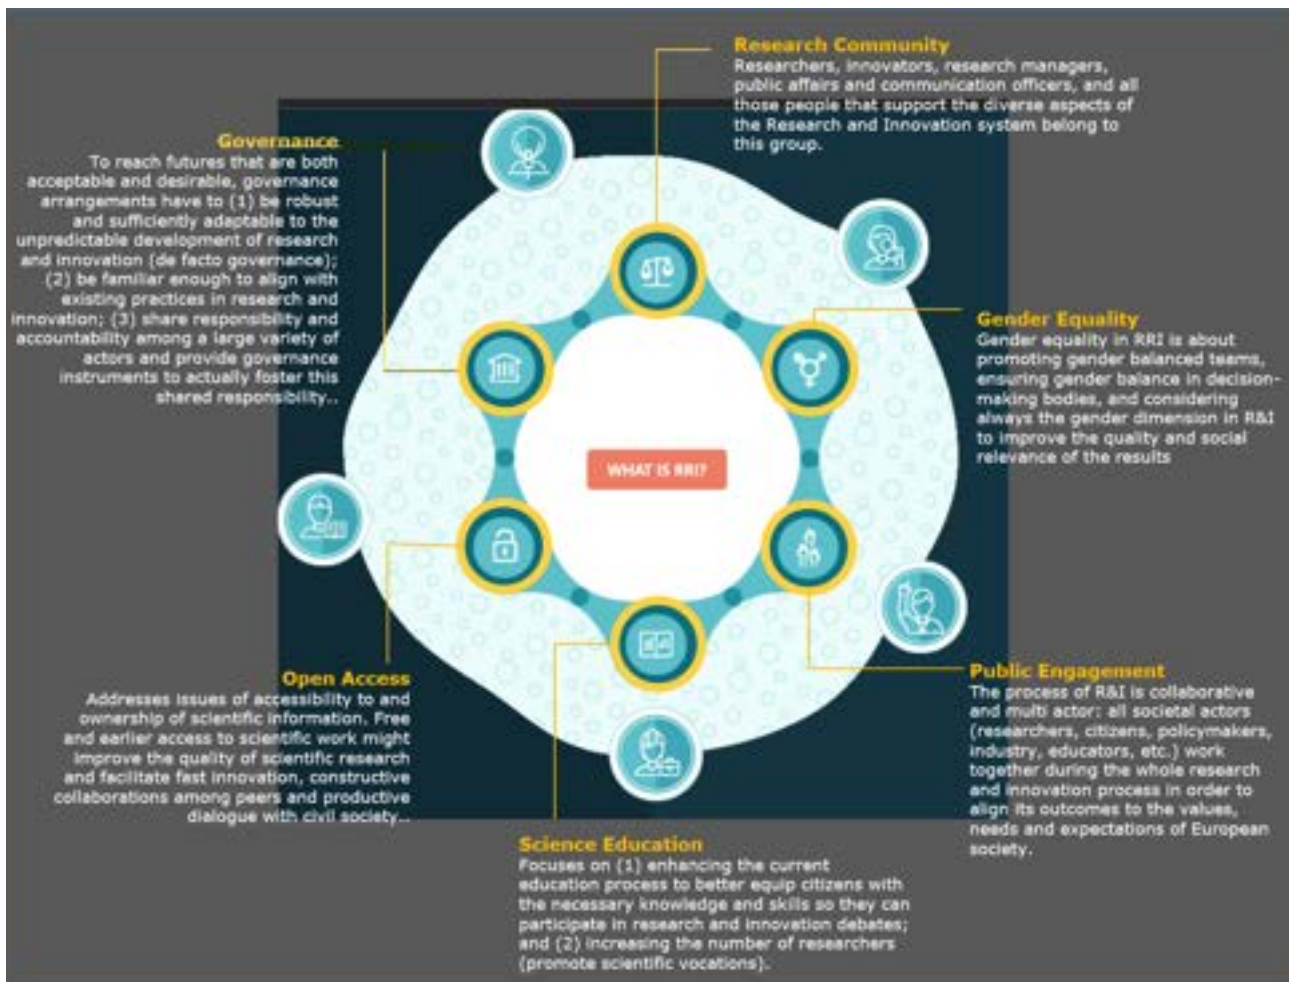 Research Community
Researchers, innovators, research managers,
public affairs and communication officers, and all
those people that support the diverse aspects of
the Research and Innovation system belong to
this group.
Governance
To reach futures that are both
acceptable and desirable, governance
arrangements have to (1) be robust
and sufficiently adaptable to the
unpredictable development of research
and innovation (de facto governance);
(2) be familiar enough to align with
existing practices in research and
innovation; (3) share responsibility and
accountability among a large variety of
actors and provide governance
instruments to actually foster this
shared responsibility..
Gender Equality
Gender equality in RRI is about
promoting gender balanced teams,
ensuring gender balance in decision-
making bodies, and considering
always the gender dimension in R&I
to improve the quality and social
relevance of the results
WHAT IS RRI?
Open Access
Addresses issues of accessibility to and
ownership of scientific information. Free
and earlier access to scientific work might
improve the quality of scientific research
and facilitate fast innovation, constructive
collaborations among peers and productive
dialogue with civil society..
Public Engagement
The process of R&I is collaborative
and multi actor: all societal actors
(researchers, citizens, policymakers,
industry, educators, etc.) work
together during the whole research
and innovation process in order to
align its outcomes to the values,
needs and expectations of European
society.
Science Education
Focuses on (1) enhancing the current
education process to better equip citizens with
the necessary knowledge and skills so they can
participate in research and innovation debates;
and (2) increasing the number of researchers
(promote scientific vocations).